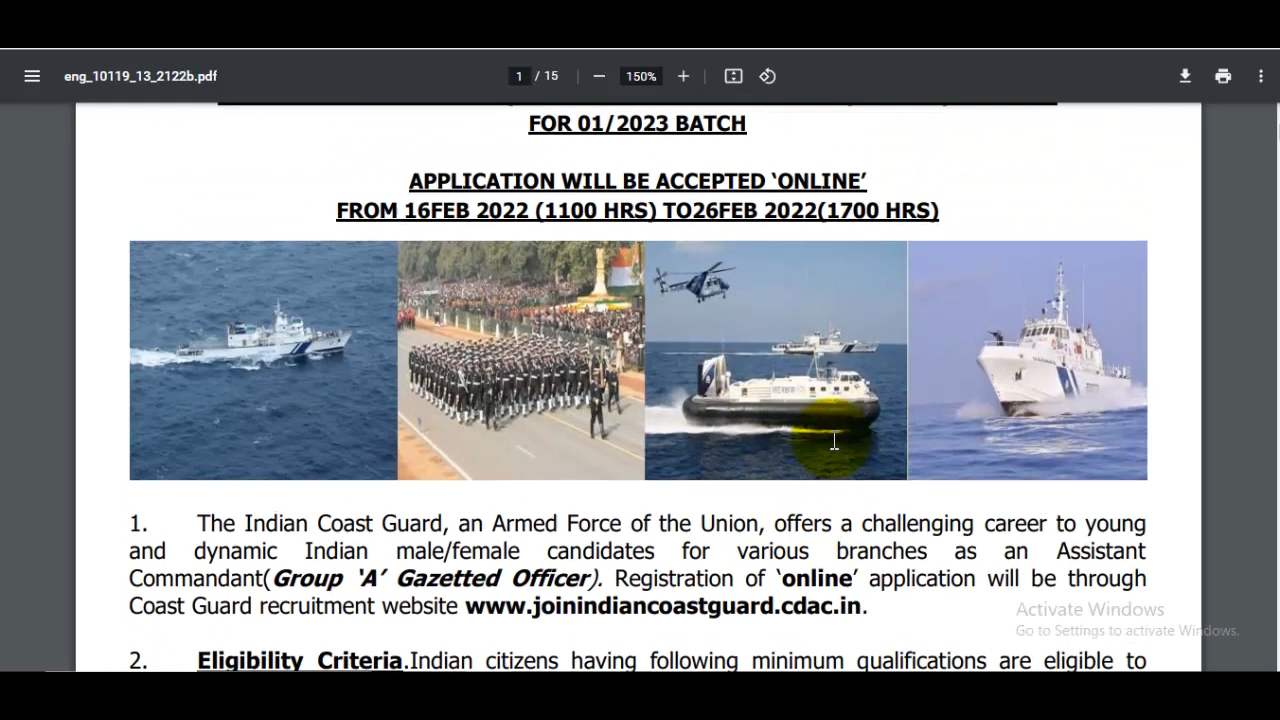 eng_10119_13_2122b.pdf
1 / 15
150%
FOR 01/2023 BATCH
APPLICATION WILL BE ACCEPTED ‘ONLINE’
FROM 16FEB 2022 (1100 HRS) TO26FEB 2022(1700 HRS)
1. The Indian Coast Guard, an Armed Force of the Union, offers a challenging career to young
and dynamic Indian male/female candidates for various branches as an Assistant
Commandant(Group ‘A’ Gazetted Officer). Registration of ‘online’ application will be through
Coast Guard recruitment website www.joinindiancoastguard.cdac.in.
Activate Windows
Go to Settings to activate Windows.
2. Eligibility Criteria.Indian citizens having following minimum qualifications are eligible to